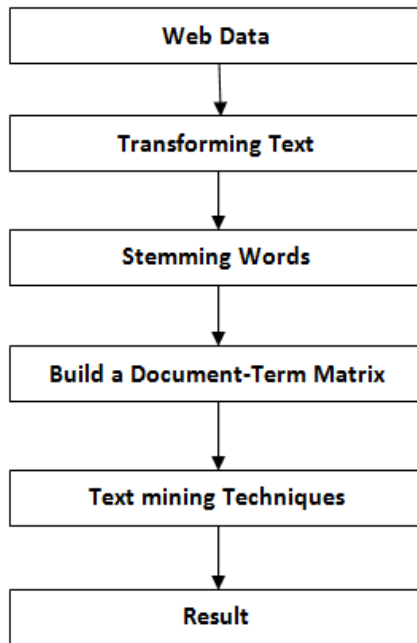 Web Data
Transforming Text
Stemming Words
Build a Document-Term Matrix
Text mining Techniques
Result